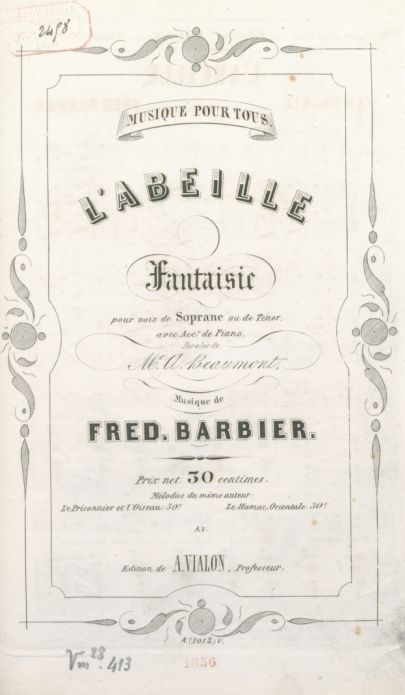 2498
MUSIQUE POUR TOUS.
L'ABEILLE
Fantaisie
pour voix de Soprane ou de Ténor.
avec Acct. de Piano,
Paroles de
Mr. A. Beaumont,
Musique de
FRED. BARBIER.
Prix net 30 centimes.
Mélodies du même auteur:
Le Prisonnier et l'Oiseau: 30c.
Le Hamac, Orientale: 30c.
A.V.
Edition de A. VIALON, Professeur.
A. (1012) V.
Vm 28. 413
1856